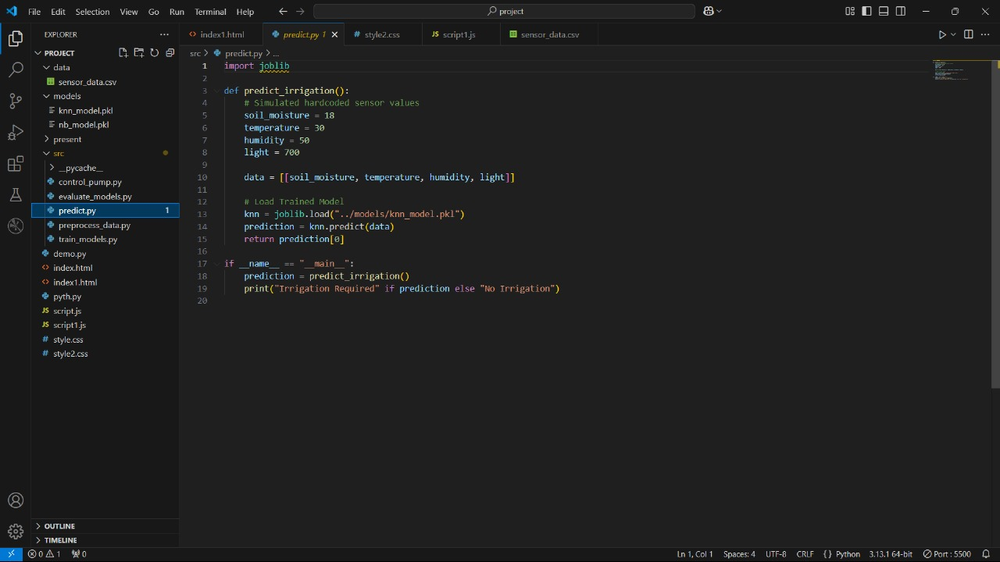 File Edit Selection View Go Run Terminal Help
project
EXPLORER
PROJECT
data
sensor_data.csv
models
knn_model.pkl
nb_model.pkl
present
src
__pycache__
control_pump.py
evaluate_models.py
predict.py 1
preprocess_data.py
train_models.py
demo.py
<> index.html
<> index1.html
pyth.py
JS script.js
JS script1.js
# style.css
# style2.css
OUTLINE
TIMELINE
<> index1.html predict.py 1 # style2.css JS script1.js sensor_data.csv
src > predict.py > ...
1 import joblib
2
3 def predict_irrigation():
4 # Simulated hardcoded sensor values
5 soil_moisture = 18
6 temperature = 30
7 humidity = 50
8 light = 700
9
10 data = [[soil_moisture, temperature, humidity, light]]
11
12 # Load Trained Model
13 knn = joblib.load("../models/knn_model.pkl")
14 prediction = knn.predict(data)
15 return prediction[0]
16
17 if __name__ == "__main__":
18 prediction = predict_irrigation()
19 print("Irrigation Required" if prediction else "No Irrigation")
20
0 1 0 Ln 1, Col 1 Spaces: 4 UTF-8 CRLF {} Python 3.13.1 64-bit Port : 5500